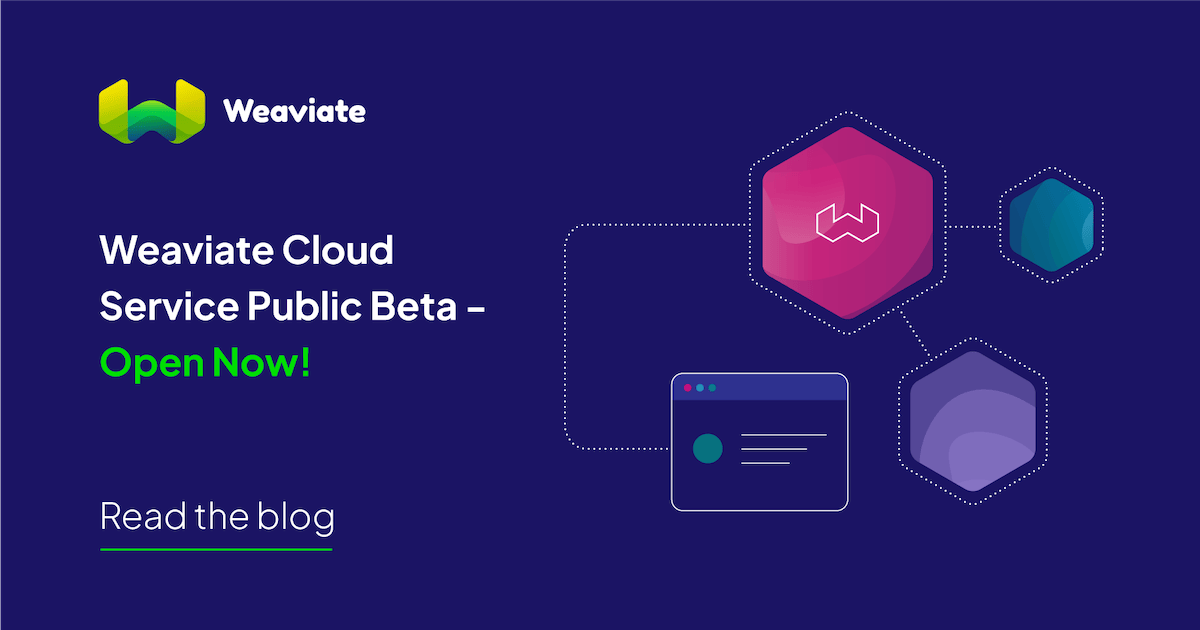 Weaviate
Weaviate Cloud
Service Public Beta –
Open Now!
Read the blog